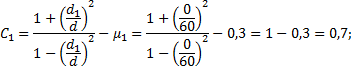 C₁ = (1 + (d₁/d)²)/(1 − (d₁/d)²) − μ₁ = (1 + (0/60)²)/(1 − (0/60)²) − 0,3 = 1 − 0,3 = 0,7;